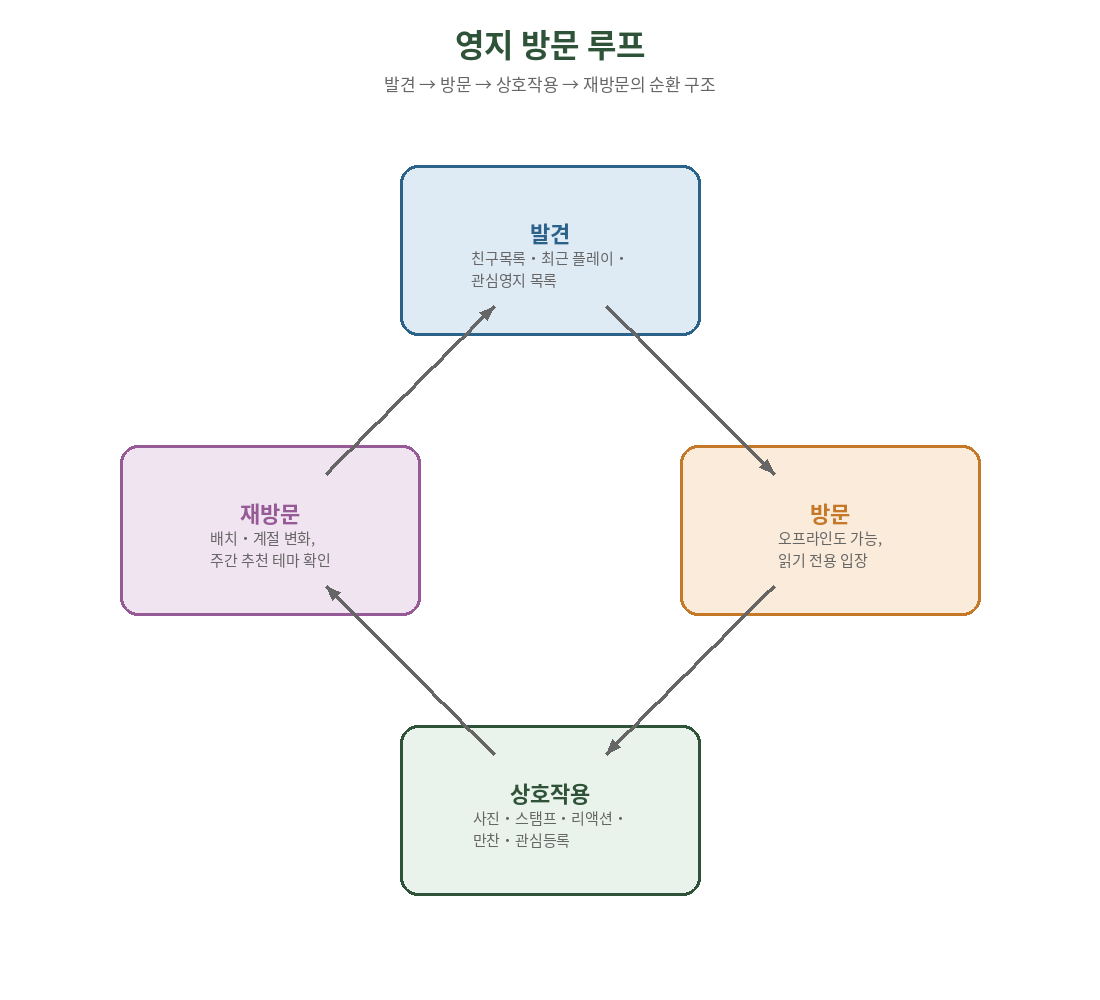 영지 방문 루프
발견 → 방문 → 상호작용 → 재방문의 순환 구조
발견
친구목록・최근 플레이・
관심영지 목록
재방문
배치・계절 변화,
주간 추천 테마 확인
방문
오프라인도 가능,
읽기 전용 입장
상호작용
사진・스탬프・리액션・
만찬・관심등록